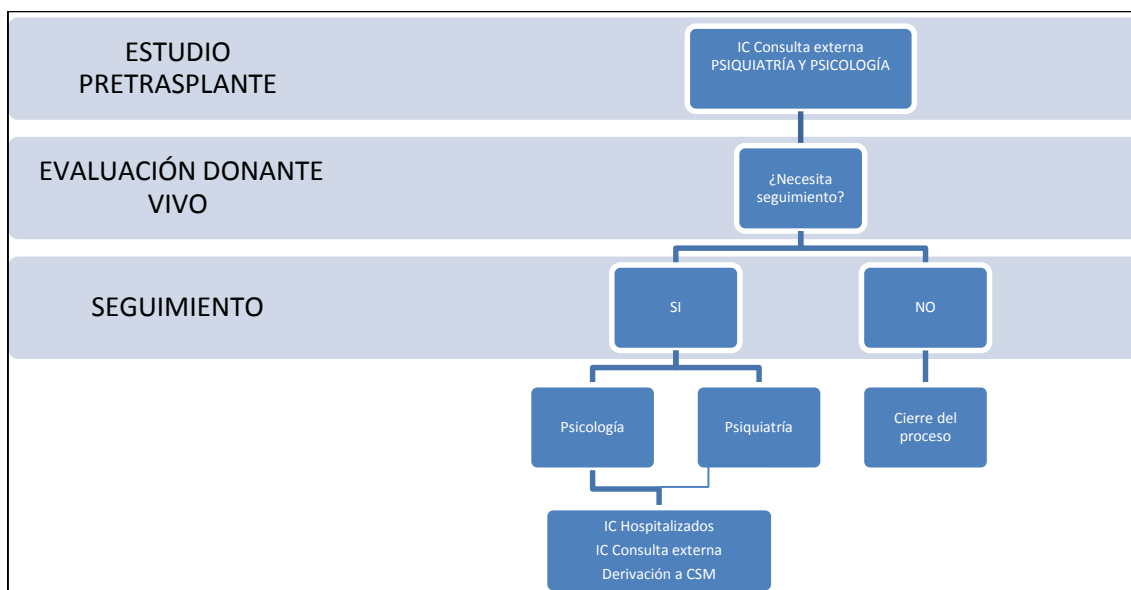 ESTUDIO
PRETRASPLANTE
IC Consulta externa
PSIQUIATRÍA Y PSICOLOGÍA
EVALUACIÓN DONANTE
VIVO
¿Necesita
seguimiento?
SEGUIMIENTO
SI
NO
Psicología
Psiquiatría
Cierre del
proceso
IC Hospitalizados
IC Consulta externa
Derivación a CSM